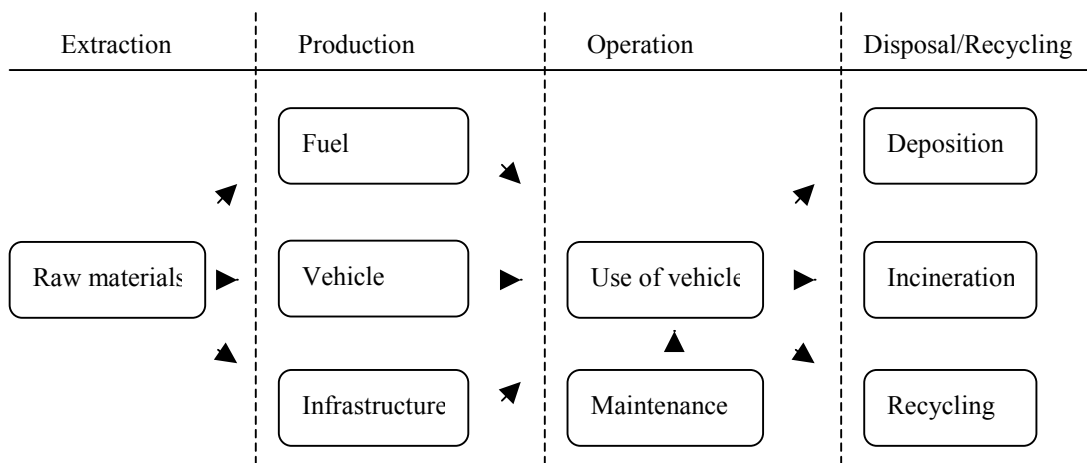 Extraction
Production
Operation
Disposal/Recycling
Fuel
Deposition
Raw materials
Vehicle
Use of vehicle
Incineration
Infrastructure
Maintenance
Recycling